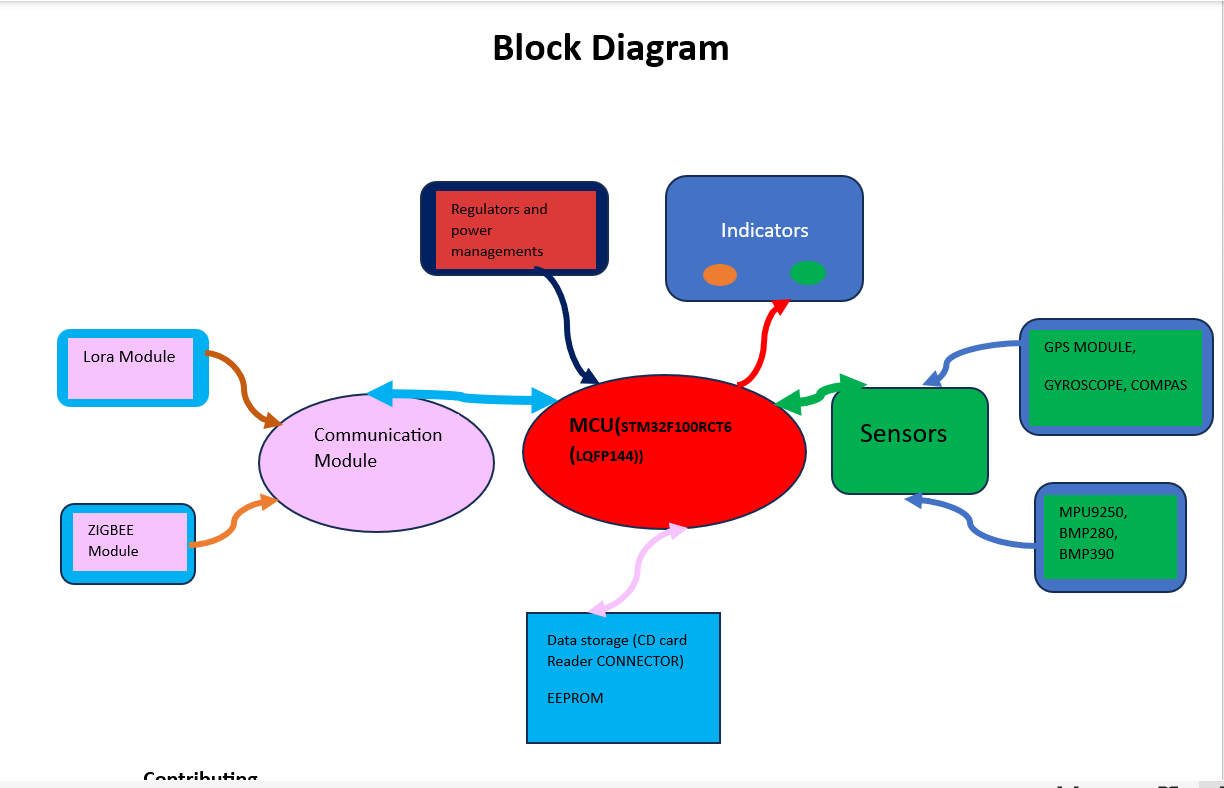 Block Diagram
Regulators and
power
managements
Indicators
Lora Module
GPS MODULE,
GYROSCOPE, COMPAS
Communication
Module
MCU(STM32F100RCT6
(LQFP144))
Sensors
ZIGBEE
Module
MPU9250,
BMP280,
BMP390
Data storage (CD card
Reader CONNECTOR)
EEPROM
Contributing